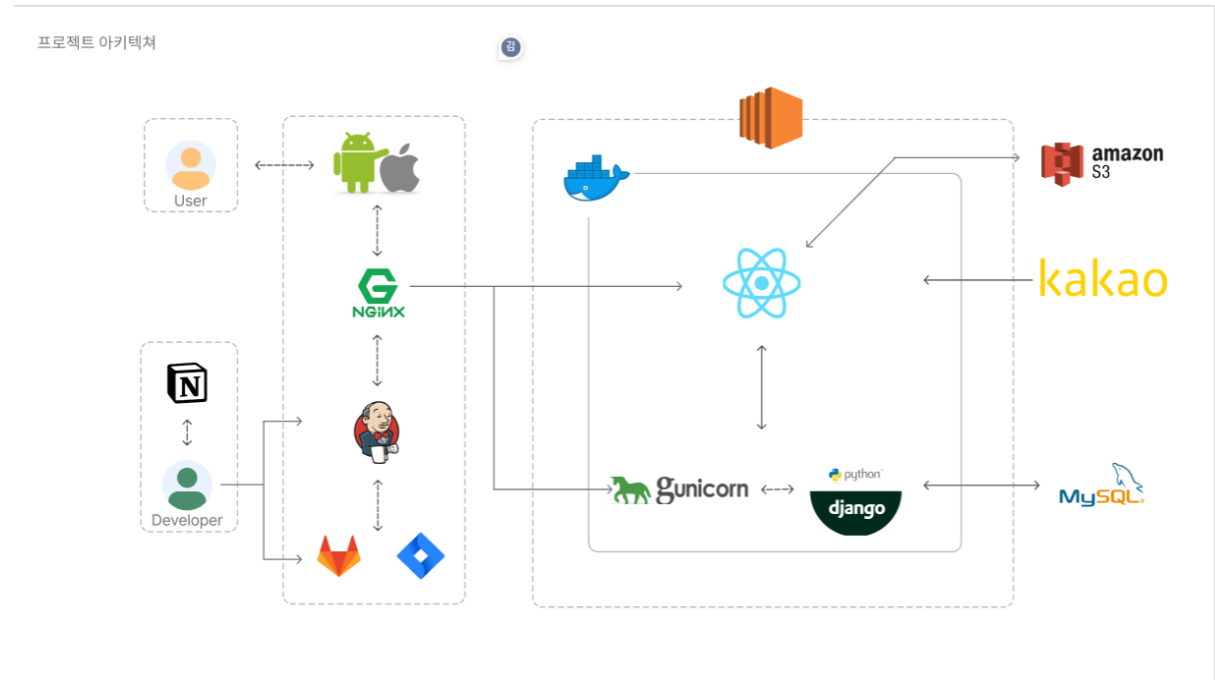 프로젝트 아키텍쳐
김
User
amazon
S3
NGiNX
kakao
N
Developer
gunicorn
python
django
MySQL